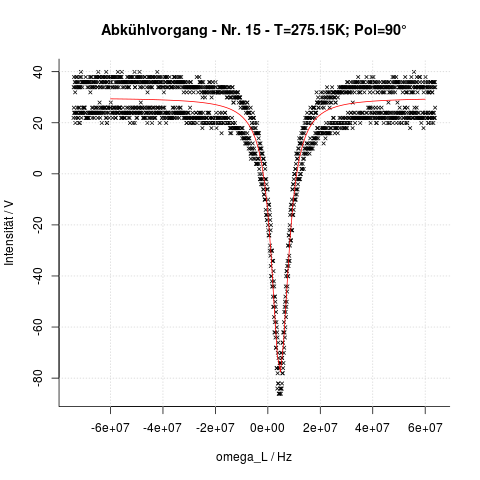 Abkühlvorgang - Nr. 15 - T=275.15K; Pol=90°
Intensität / V
40
20
0
-20
-40
-60
-80
-6e+07 -4e+07 -2e+07 0e+00 2e+07 4e+07 6e+07
omega_L / Hz